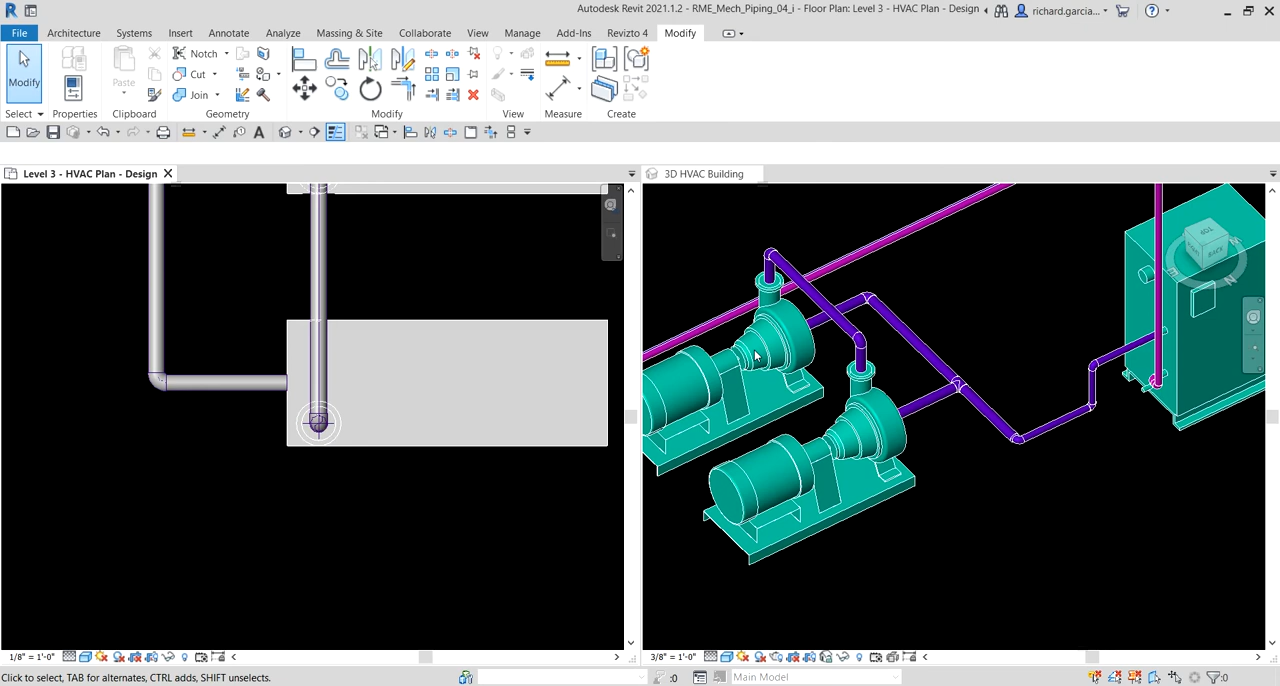 Autodesk Revit 2021.1.2 - RME_Mech_Piping_04_i - Floor Plan: Level 3 - HVAC Plan - Design
richard.garcia...
File Architecture Systems Insert Annotate Analyze Massing & Site Collaborate View Manage Add-Ins Revizto 4 Modify
Modify Paste Notch Cut Join
Select Properties Clipboard Geometry Modify View Measure Create
Level 3 - HVAC Plan - Design
3D HVAC Building
TOP
BACK
N
1/8" = 1'-0"
3/8" = 1'-0"
Click to select, TAB for alternates, CTRL adds, SHIFT unselects.
:0
Main Model
:0